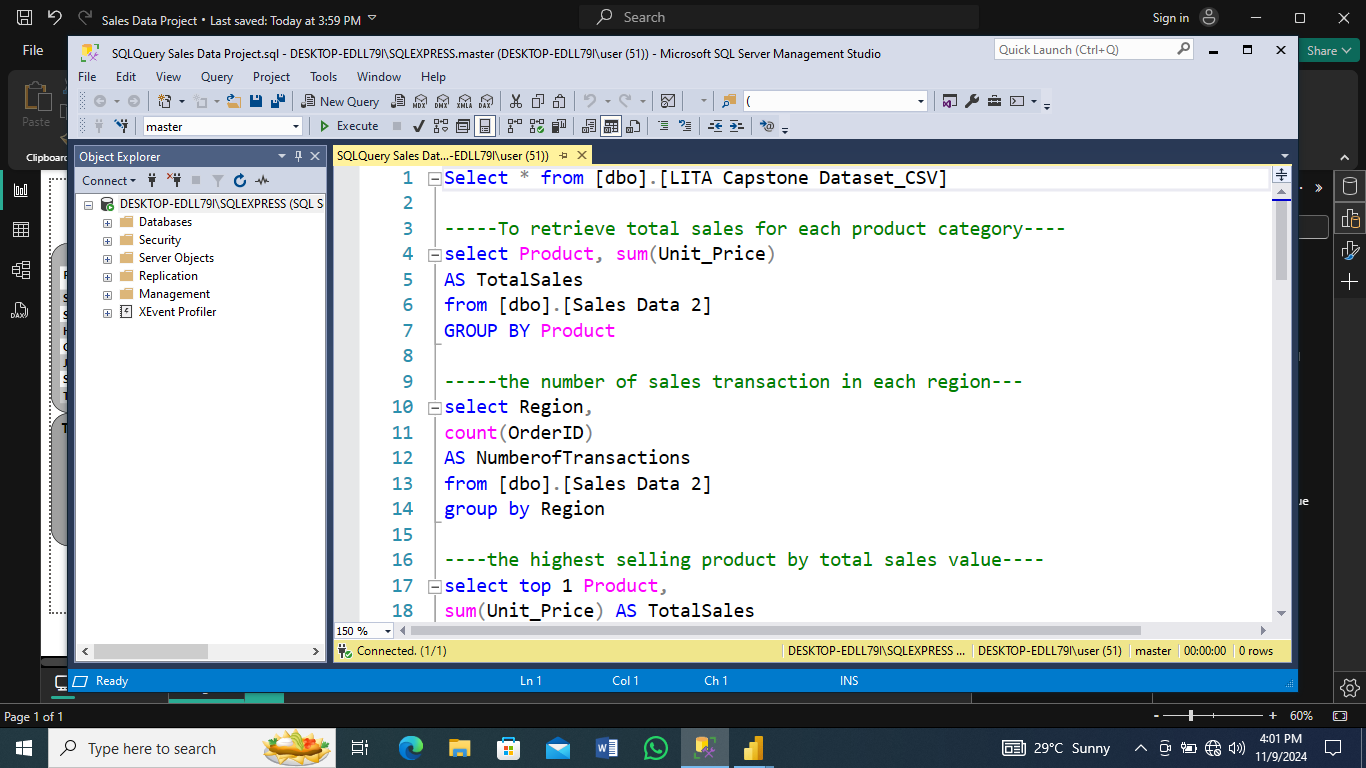 Sales Data Project • Last saved: Today at 3:59 PM
Search
Sign in
File
Share
Paste
Clipboard
SQLQuery Sales Data Project.sql - DESKTOP-EDLL79I\SQLEXPRESS.master (DESKTOP-EDLL79I\user (51)) - Microsoft SQL Server Management Studio
Quick Launch (Ctrl+Q)
File Edit View Query Project Tools Window Help
New Query
MDX DMX XMLA DAX
(
master
Execute
Object Explorer
Connect
DESKTOP-EDLL79I\SQLEXPRESS (SQL S
Databases
Security
Server Objects
Replication
Management
XEvent Profiler
SQLQuery Sales Dat...-EDLL79I\user (51))
1 Select * from [dbo].[LITA Capstone Dataset_CSV]
2
3 -----To retrieve total sales for each product category----
4 select Product, sum(Unit_Price)
5 AS TotalSales
6 from [dbo].[Sales Data 2]
7 GROUP BY Product
8
9 -----the number of sales transaction in each region---
10 select Region,
11 count(OrderID)
12 AS NumberofTransactions
13 from [dbo].[Sales Data 2]
14 group by Region
15
16 ----the highest selling product by total sales value----
17 select top 1 Product,
18 sum(Unit_Price) AS TotalSales
150 %
Connected. (1/1)
DESKTOP-EDLL79I\SQLEXPRESS ...
DESKTOP-EDLL79I\user (51)
master
00:00:00
0 rows
Ready
Ln 1
Col 1
Ch 1
INS
DAX
ue
Page 1 of 1
- + 60%
Type here to search
29°C Sunny
4:01 PM
11/9/2024